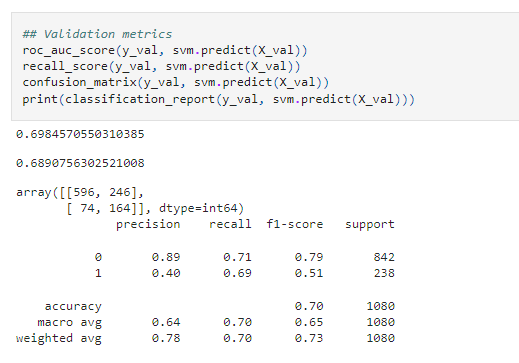 ## Validation metrics
roc_auc_score(y_val, svm.predict(X_val))
recall_score(y_val, svm.predict(X_val))
confusion_matrix(y_val, svm.predict(X_val))
print(classification_report(y_val, svm.predict(X_val)))
0.6984570550310385
0.6890756302521008
array([[596, 246],
[ 74, 164]], dtype=int64)
precision recall f1-score support
0 0.89 0.71 0.79 842
1 0.40 0.69 0.51 238
accuracy 0.70 1080
macro avg 0.64 0.70 0.65 1080
weighted avg 0.78 0.70 0.73 1080